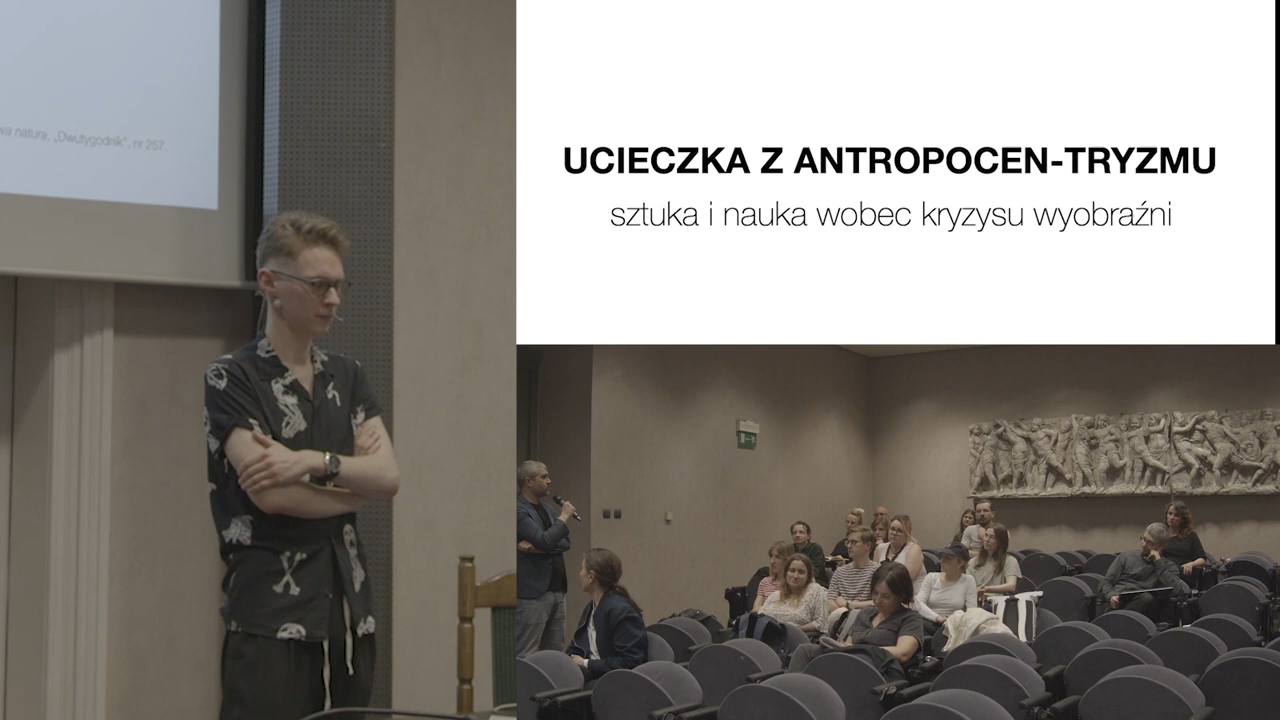 wa natura, „Dwutygodnik”, nr 257.
UCIECZKA Z ANTROPOCEN-TRYZMU
sztuka i nauka wobec kryzysu wyobraźni